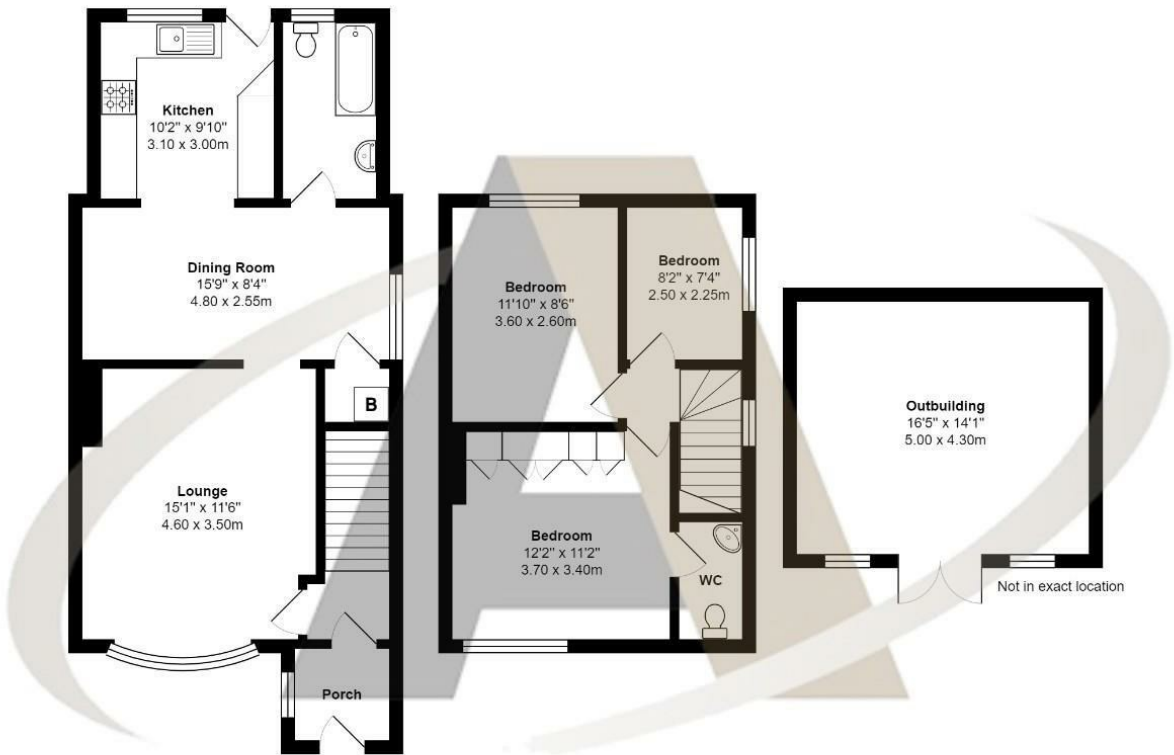 Kitchen
10'2" x 9'10"
3.10 x 3.00m
Dining Room
15'9" x 8'4"
4.80 x 2.55m
B
Lounge
15'1" x 11'6"
4.60 x 3.50m
Porch
Bedroom
11'10" x 8'6"
3.60 x 2.60m
Bedroom
8'2" x 7'4"
2.50 x 2.25m
Bedroom
12'2" x 11'2"
3.70 x 3.40m
WC
Outbuilding
16'5" x 14'1"
5.00 x 4.30m
Not in exact location
A